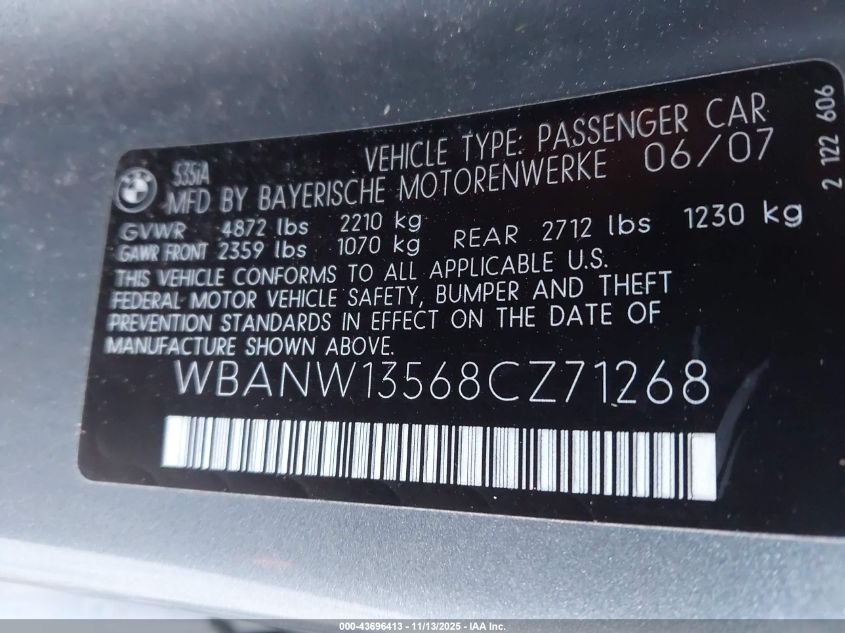 BMW
535iA
VEHICLE TYPE: PASSENGER CAR
MFD BY BAYERISCHE MOTORENWERKE 06/07
GVWR 4872 lbs 2210 kg
GAWR FRONT 2359 lbs 1070 kg REAR 2712 lbs 1230 kg
THIS VEHICLE CONFORMS TO ALL APPLICABLE U.S.
FEDERAL MOTOR VEHICLE SAFETY, BUMPER AND THEFT
PREVENTION STANDARDS IN EFFECT ON THE DATE OF
MANUFACTURE SHOWN ABOVE.
WBANW13568CZ71268
2 122 606
000-43696413 - 11/13/2025 - IAA Inc.